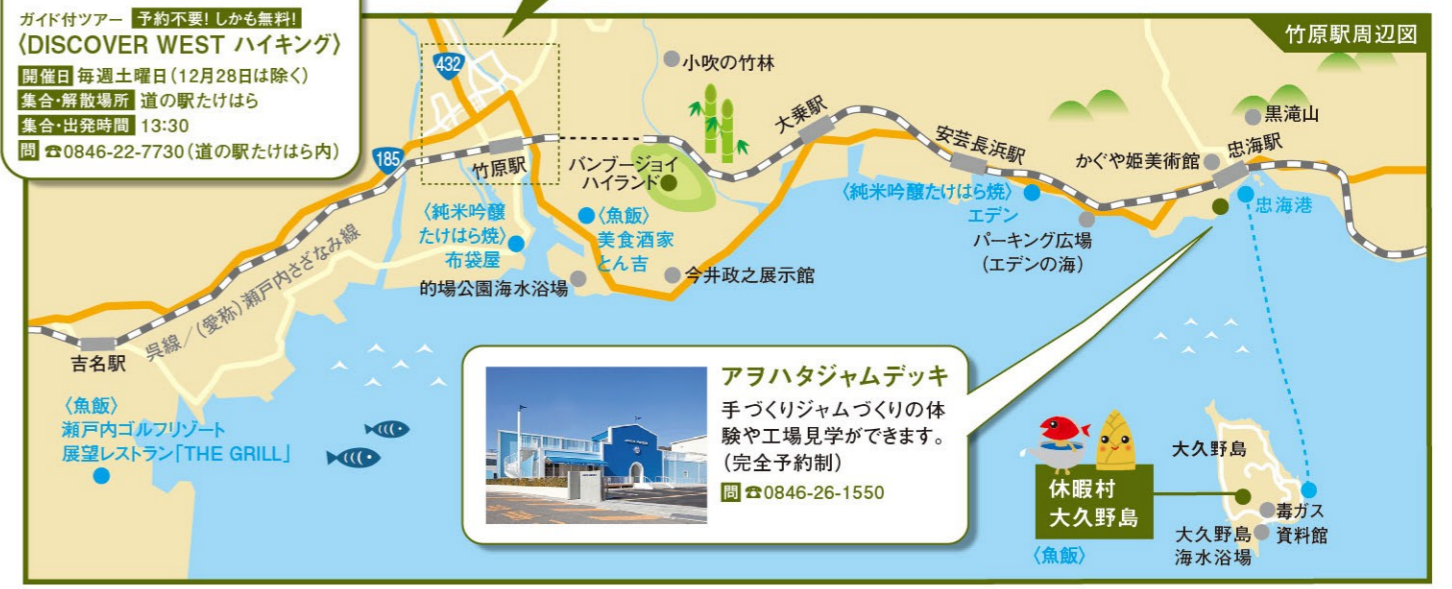 ガイド付ツアー 予約不要!しかも無料!
〈DISCOVER WEST ハイキング〉
開催日 毎週土曜日(12月28日は除く)
集合・解散場所 道の駅たけはら
集合・出発時間 13:30
問 ☎0846-22-7730(道の駅たけはら内)
竹原駅周辺図
432
185
小吹の竹林
黒滝山
大乗駅
安芸長浜駅
かぐや姫美術館
忠海駅
竹原駅
バンブージョイ
ハイランド
〈純米吟醸たけはら焼〉
エデン
忠海港
〈純米吟醸
たけはら焼〉
布袋屋
〈魚飯〉
美食酒家
とん吉
パーキング広場
(エデンの海)
的場公園海水浴場
今井政之展示館
呉線/(愛称)瀬戸内さざなみ線
吉名駅
〈魚飯〉
瀬戸内ゴルフリゾート
展望レストラン「THE GRILL」
アヲハタジャムデッキ
手づくりジャムづくりの体
験や工場見学ができます。
(完全予約制)
問 ☎0846-26-1550
大久野島
休暇村
大久野島
〈魚飯〉
毒ガス
資料館
大久野島
海水浴場